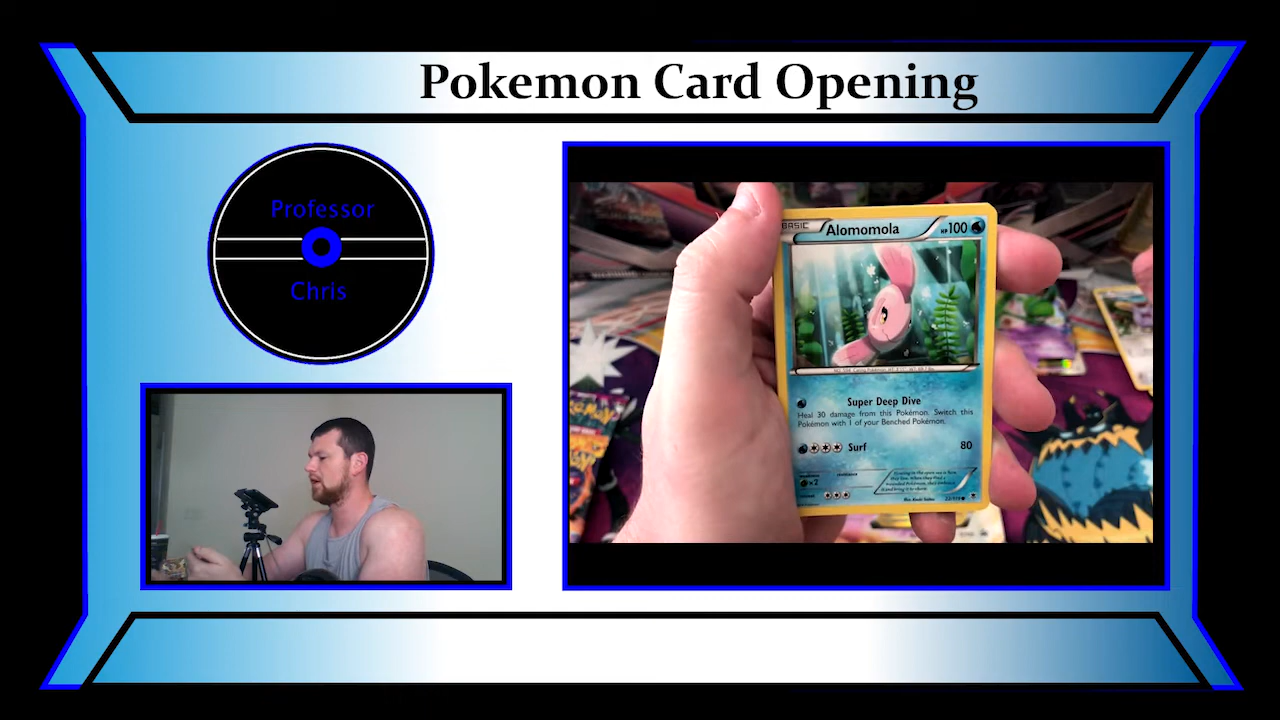 Pokemon Card Opening
Professor
Chris
BASIC
Alomomola
HP100
Super Deep Dive
Heal 30 damage from this Pokémon. Switch this
Pokémon with 1 of your Benched Pokémon.
Surf
80
×2